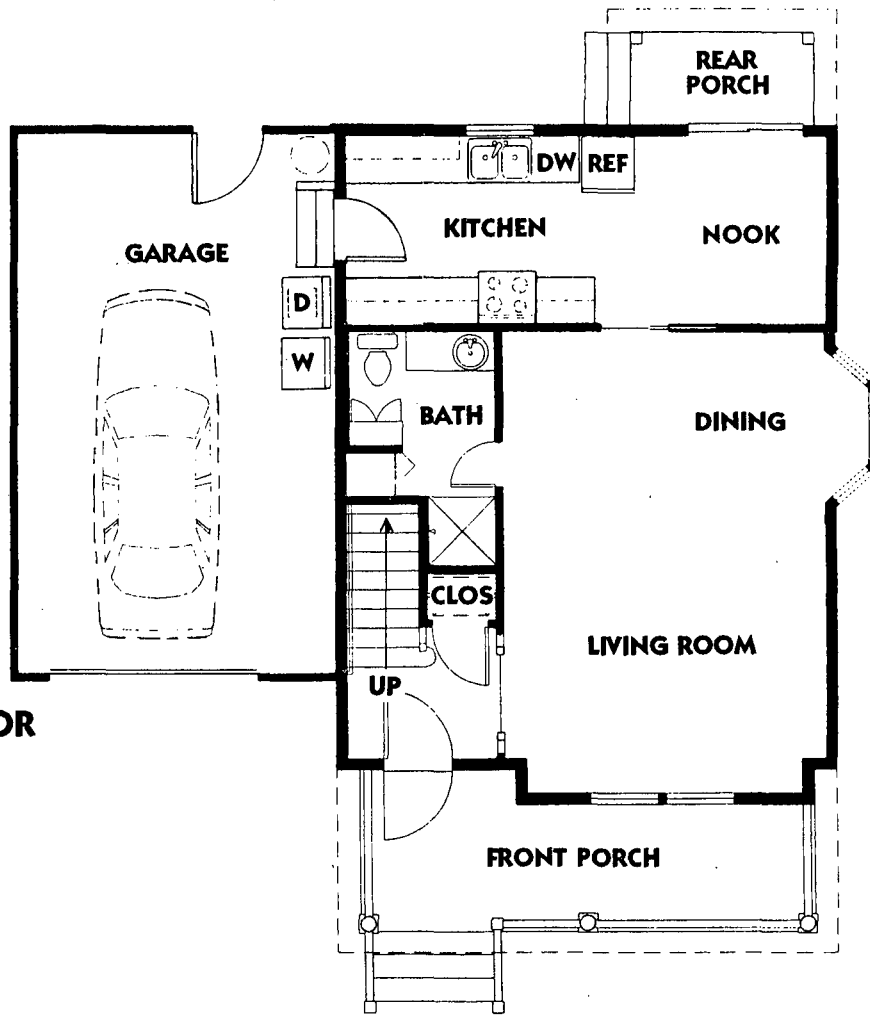 REAR
PORCH
DW
REF
KITCHEN
NOOK
GARAGE
D
W
BATH
DINING
CLOS
LIVING ROOM
UP
OR
FRONT PORCH